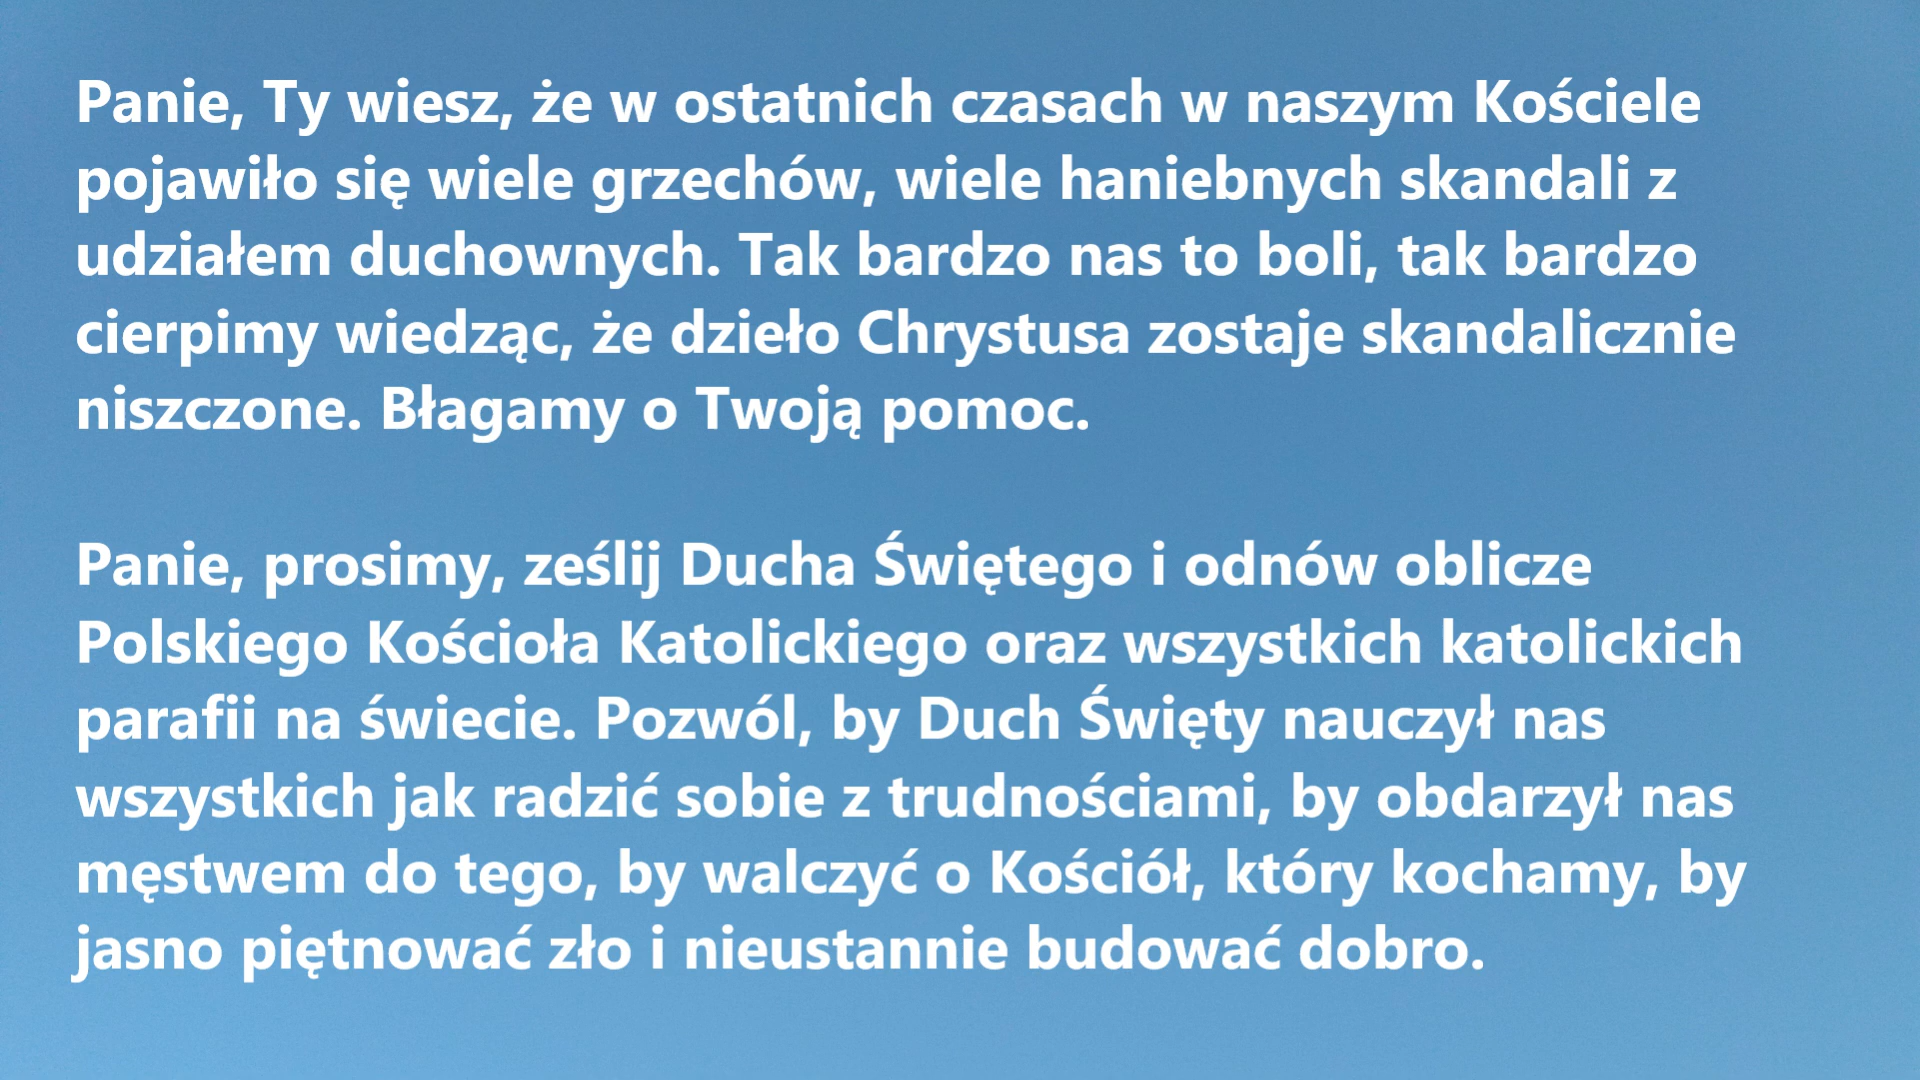 Panie, Ty wiesz, że w ostatnich czasach w naszym Kościele
pojawiło się wiele grzechów, wiele haniebnych skandali z
udziałem duchownych. Tak bardzo nas to boli, tak bardzo
cierpimy wiedząc, że dzieło Chrystusa zostaje skandalicznie
niszczone. Błagamy o Twoją pomoc.
Panie, prosimy, ześlij Ducha Świętego i odnów oblicze
Polskiego Kościoła Katolickiego oraz wszystkich katolickich
parafii na świecie. Pozwól, by Duch Święty nauczył nas
wszystkich jak radzić sobie z trudnościami, by obdarzył nas
męstwem do tego, by walczyć o Kościół, który kochamy, by
jasno piętnować zło i nieustannie budować dobro.